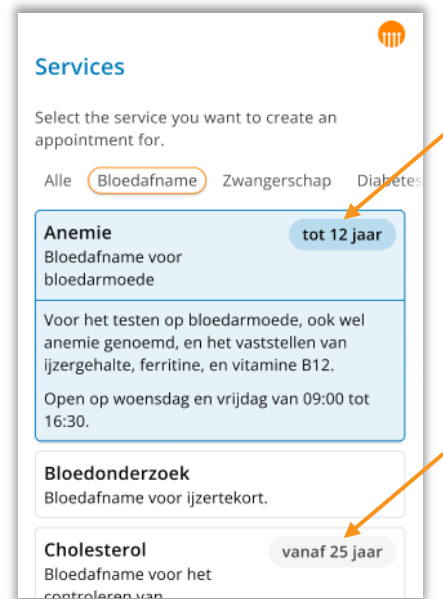 Services
Select the service you want to create an
appointment for.
Alle Bloedafname Zwangerschap Diabetes
Anemie tot 12 jaar
Bloedafname voor
bloedarmoede
Voor het testen op bloedarmoede, ook wel
anemie genoemd, en het vaststellen van
ijzergehalte, ferritine, en vitamine B12.
Open op woensdag en vrijdag van 09:00 tot
16:30.
Bloedonderzoek
Bloedafname voor ijzertekort.
Cholesterol vanaf 25 jaar
Bloedafname voor het
controleren van